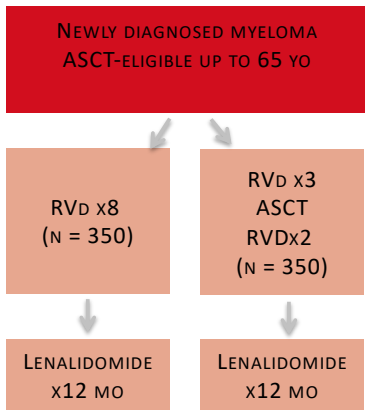 Newly diagnosed myeloma
ASCT-eligible up to 65 yo
RVd x8
(n = 350)
RVd x3
ASCT
RVDx2
(n = 350)
Lenalidomide
x12 mo
Lenalidomide
x12 mo